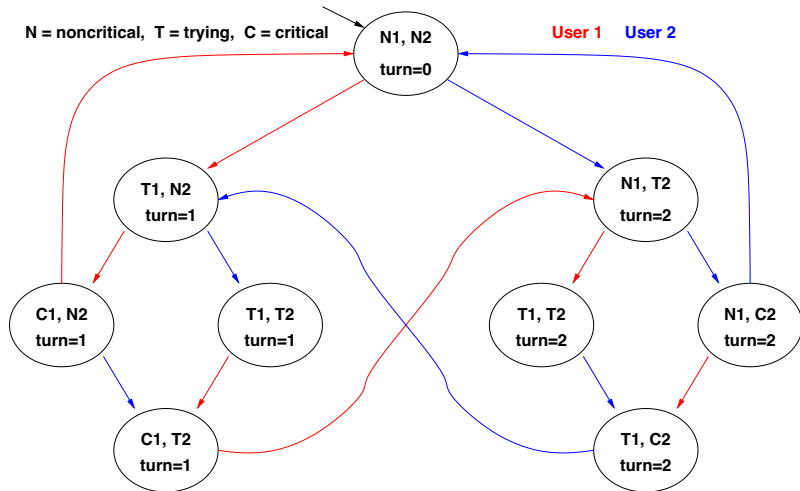 N = noncritical, T = trying, C = critical
User 1 User 2
N1, N2
turn=0
T1, N2
turn=1
N1, T2
turn=2
C1, N2
turn=1
T1, T2
turn=1
T1, T2
turn=2
N1, C2
turn=2
C1, T2
turn=1
T1, C2
turn=2